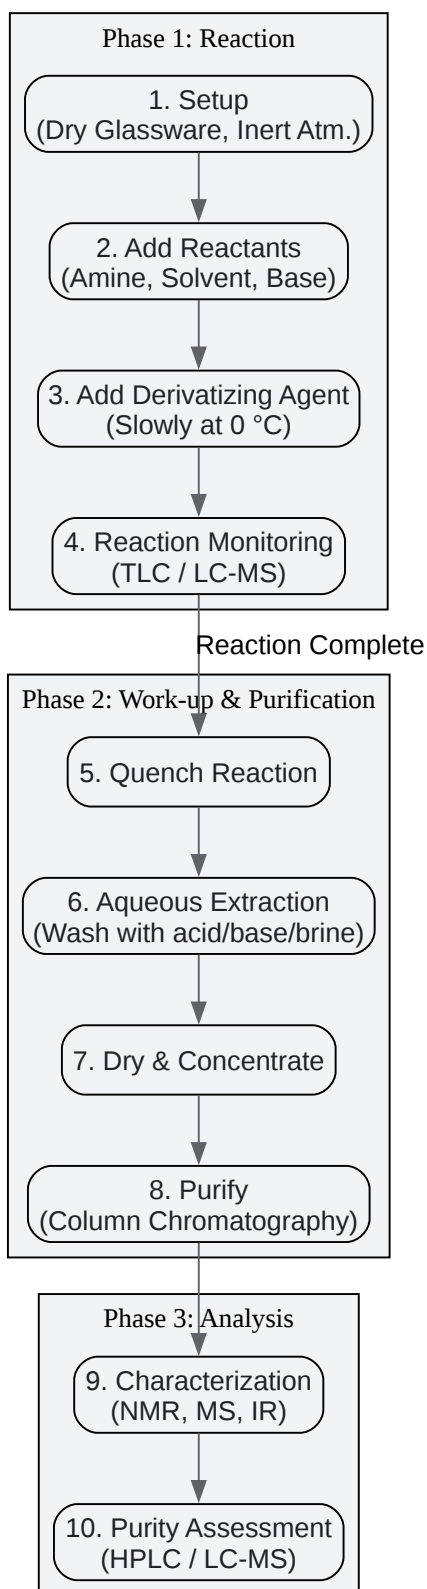 Phase 1: Reaction
1. Setup
(Dry Glassware, Inert Atm.)
2. Add Reactants
(Amine, Solvent, Base)
3. Add Derivatizing Agent
(Slowly at 0 °C)
4. Reaction Monitoring
(TLC / LC-MS)
Reaction Complete
Phase 2: Work-up & Purification
5. Quench Reaction
6. Aqueous Extraction
(Wash with acid/base/brine)
7. Dry & Concentrate
8. Purify
(Column Chromatography)
Phase 3: Analysis
9. Characterization
(NMR, MS, IR)
10. Purity Assessment
(HPLC / LC-MS)